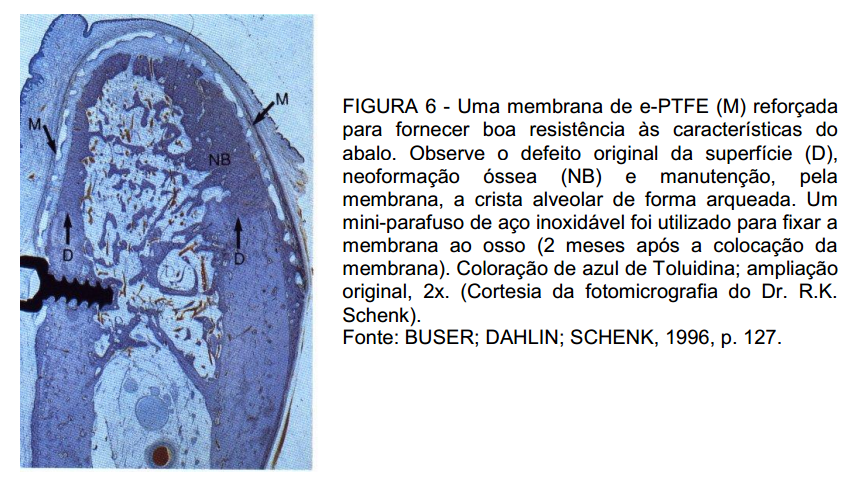 M
M
NB
D
D
FIGURA 6 - Uma membrana de e-PTFE (M) reforçada
para fornecer boa resistência às características do
abalo. Observe o defeito original da superfície (D),
neoformação óssea (NB) e manutenção, pela
membrana, a crista alveolar de forma arqueada. Um
mini-parafuso de aço inoxidável foi utilizado para fixar a
membrana ao osso (2 meses após a colocação da
membrana). Coloração de azul de Toluidina; ampliação
original, 2x. (Cortesia da fotomicrografia do Dr. R.K.
Schenk).
Fonte: BUSER; DAHLIN; SCHENK, 1996, p. 127.